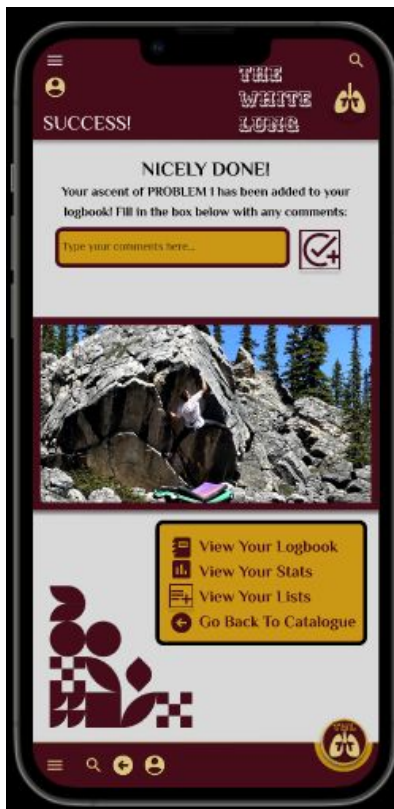 THE
WHITE
LUNG
SUCCESS!
NICELY DONE!
Your ascent of PROBLEM 1 has been added to your
logbook! Fill in the box below with any comments:
Type your comments here...
View Your Logbook
View Your Stats
View Your Lists
Go Back To Catalogue
TWL